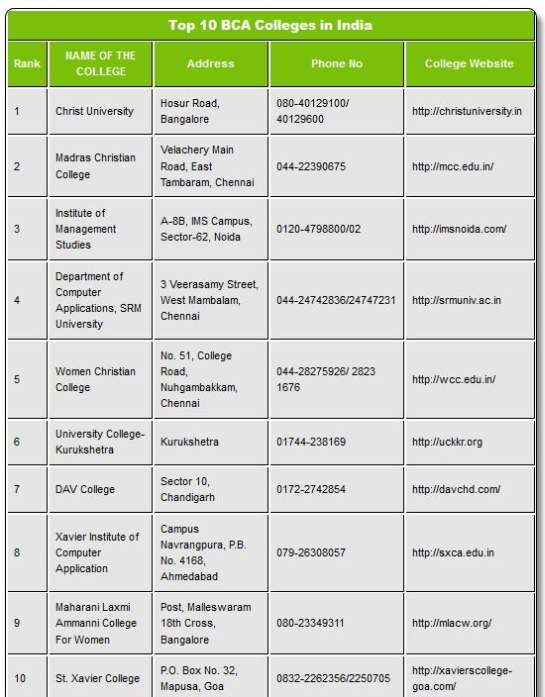 Top 10 BCA Colleges in India
Rank
NAME OF THE
COLLEGE
Address
Phone No
College Website
1
Christ University
Hosur Road,
Bangalore
080-40129100/
40129600
http://christuniversity.in
2
Madras Christian
College
Velachery Main
Road, East
Tambaram, Chennai
044-22390675
http://mcc.edu.in/
3
Institute of
Management
Studies
A-8B, IMS Campus,
Sector-62, Noida
0120-4798800/02
http://imsnoida.com/
4
Department of
Computer
Applications, SRM
University
3 Veerasamy Street,
West Mambalam,
Chennai
044-24742836/24747231
http://srmuniv.ac.in
5
Women Christian
College
No. 51, College
Road,
Nuhgambakkam,
Chennai
044-28275926/ 2823
1676
http://wcc.edu.in/
6
University College-
Kurukshetra
Kurukshetra
01744-238169
http://uckkr.org
7
DAV College
Sector 10,
Chandigarh
0172-2742854
http://davchd.com/
8
Xavier Institute of
Computer
Application
Campus
Navrangpura, P.B.
No. 4168,
Ahmedabad
079-26308057
http://sxca.edu.in
9
Maharani Laxmi
Ammanni College
For Women
Post, Malleswaram
18th Cross,
Bangalore
080-23349311
http://mlacw.org/
10
St. Xavier College
P.O. Box No. 32,
Mapusa, Goa
0832-2262356/2250705
http://xavierscollege-
goa.com/